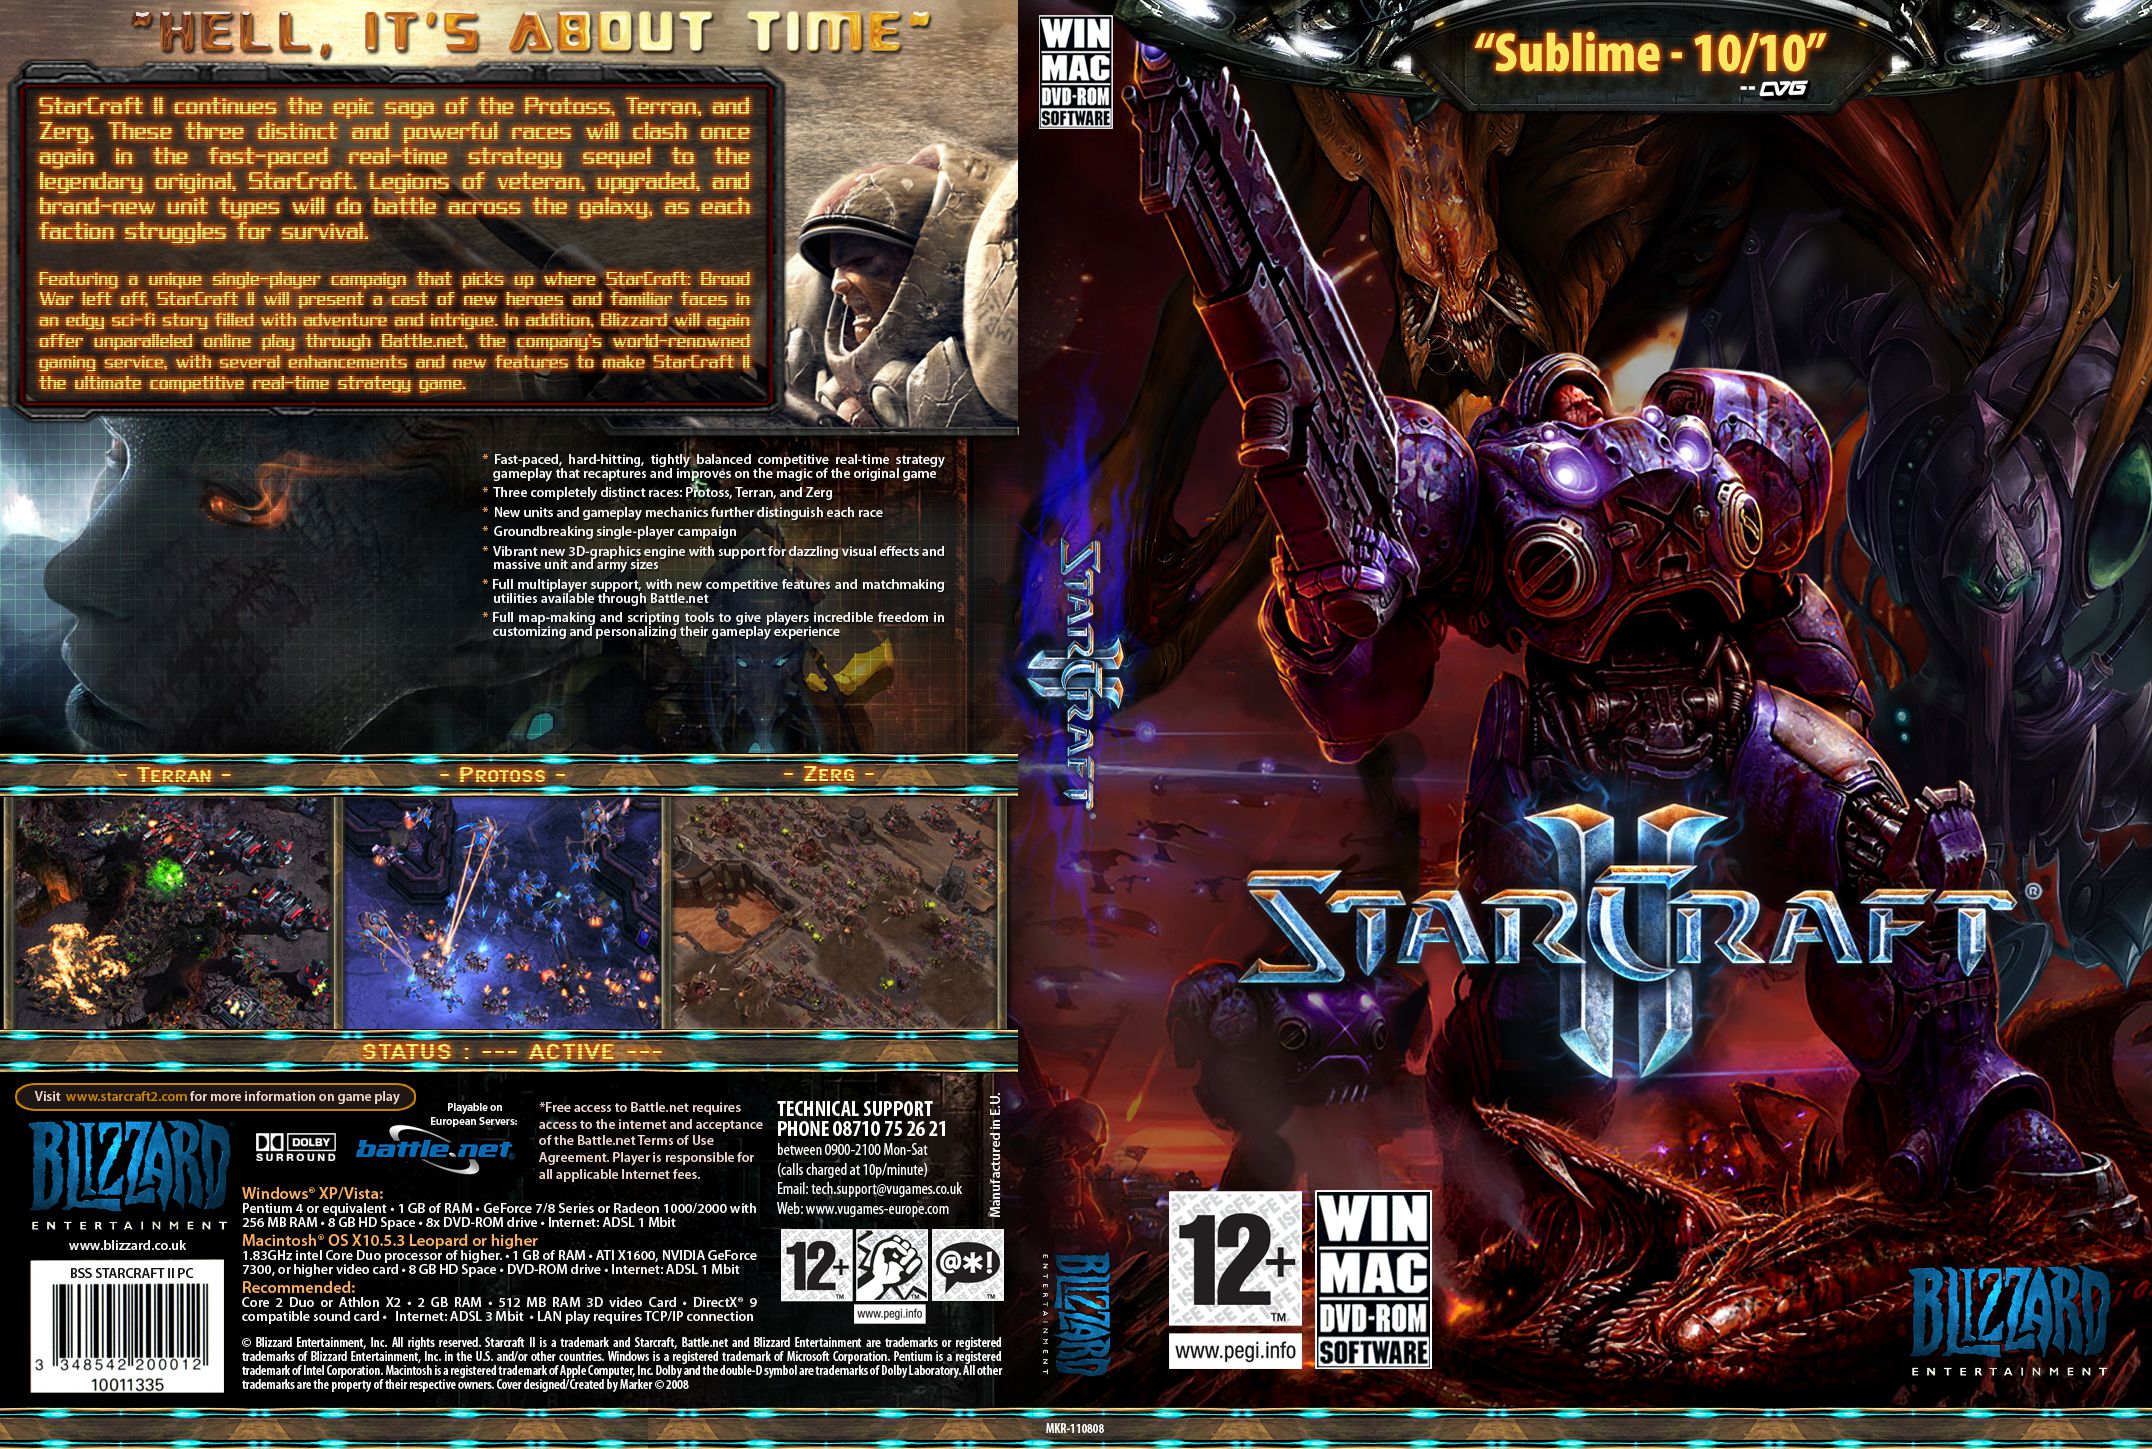 "HELL, IT'S ABOUT TIME"
StarCraft II continues the epic saga of the Protoss, Terran, and
Zerg. These three distinct and powerful races will clash once
again in the fast-paced real-time strategy sequel to the
legendary original, StarCraft. Legions of veteran, upgraded, and
brand-new unit types will do battle across the galaxy, as each
faction struggles for survival.
Featuring a unique single-player campaign that picks up where StarCraft: Brood
War left off, StarCraft II will present a cast of new heroes and familiar faces in
an edgy sci-fi story filled with adventure and intrigue. In addition, Blizzard will again
offer unparalleled online play through Battle.net, the company's world-renowned
gaming service, with several enhancements and new features to make StarCraft II
the ultimate competitive real-time strategy game.
* Fast-paced, hard-hitting, tightly balanced competitive real-time strategy
gameplay that recaptures and improves on the magic of the original game
* Three completely distinct races: Protoss, Terran, and Zerg
* New units and gameplay mechanics further distinguish each race
* Groundbreaking single-player campaign
* Vibrant new 3D-graphics engine with support for dazzling visual effects and
massive unit and army sizes
* Full multiplayer support, with new competitive features and matchmaking
utilities available through Battle.net
* Full map-making and scripting tools to give players incredible freedom in
customizing and personalizing their gameplay experience
- TERRAN -
- PROTOSS -
- ZERG -
STATUS : --- ACTIVE ---
Visit www.starcraft2.com for more information on game play
BLIZZARD
ENTERTAINMENT
www.blizzard.co.uk
DOLBY
SURROUND
Playable on
European Servers:
battle.net®
*Free access to Battle.net requires
access to the internet and acceptance
of the Battle.net Terms of Use
Agreement. Player is responsible for
all applicable Internet fees.
TECHNICAL SUPPORT
PHONE 08710 75 26 21
between 0900-2100 Mon-Sat
(calls charged at 10p/minute)
Email: tech.support@vugames.co.uk
Web: www.vugames-europe.com
Manufactured in E.U.
Windows® XP/Vista:
Pentium 4 or equivalent • 1 GB of RAM • GeForce 7/8 Series or Radeon 1000/2000 with
256 MB RAM • 8 GB HD Space • 8x DVD-ROM drive • Internet: ADSL 1 Mbit
Macintosh® OS X10.5.3 Leopard or higher
1.83GHz intel Core Duo processor of higher. • 1 GB of RAM • ATI X1600, NVIDIA GeForce
7300, or higher video card • 8 GB HD Space • DVD-ROM drive • Internet: ADSL 1 Mbit
Recommended:
Core 2 Duo or Athlon X2 • 2 GB RAM • 512 MB RAM 3D video Card • DirectX® 9
compatible sound card • Internet: ADSL 3 Mbit • LAN play requires TCP/IP connection
12+
TM
TM
@*!
TM
www.pegi.info
BSS STARCRAFT II PC
3 348542 200012
10011335
© Blizzard Entertainment, Inc. All rights reserved. Starcraft II is a trademark and Starcraft, Battle.net and Blizzard Entertainment are trademarks or registered
trademarks of Blizzard Entertainment, Inc. in the U.S. and/or other countries. Windows is a registered trademark of Microsoft Corporation. Pentium is a registered
trademark of Intel Corporation. Macintosh is a registered trademark of Apple Computer, Inc. Dolby and the double-D symbol are trademarks of Dolby Laboratory. All other
trademarks are the property of their respective owners. Cover designed/Created by Marker © 2008
WIN
MAC
DVD-ROM
SOFTWARE
STARCRAFT®
II
BLIZZARD
ENTERTAINMENT
MKR-110808
"Sublime - 10/10"
-- CVG
STARCRAFT®
II
12+
TM
www.pegi.info
WIN
MAC
DVD-ROM
SOFTWARE
BLIZZARD
ENTERTAINMENT